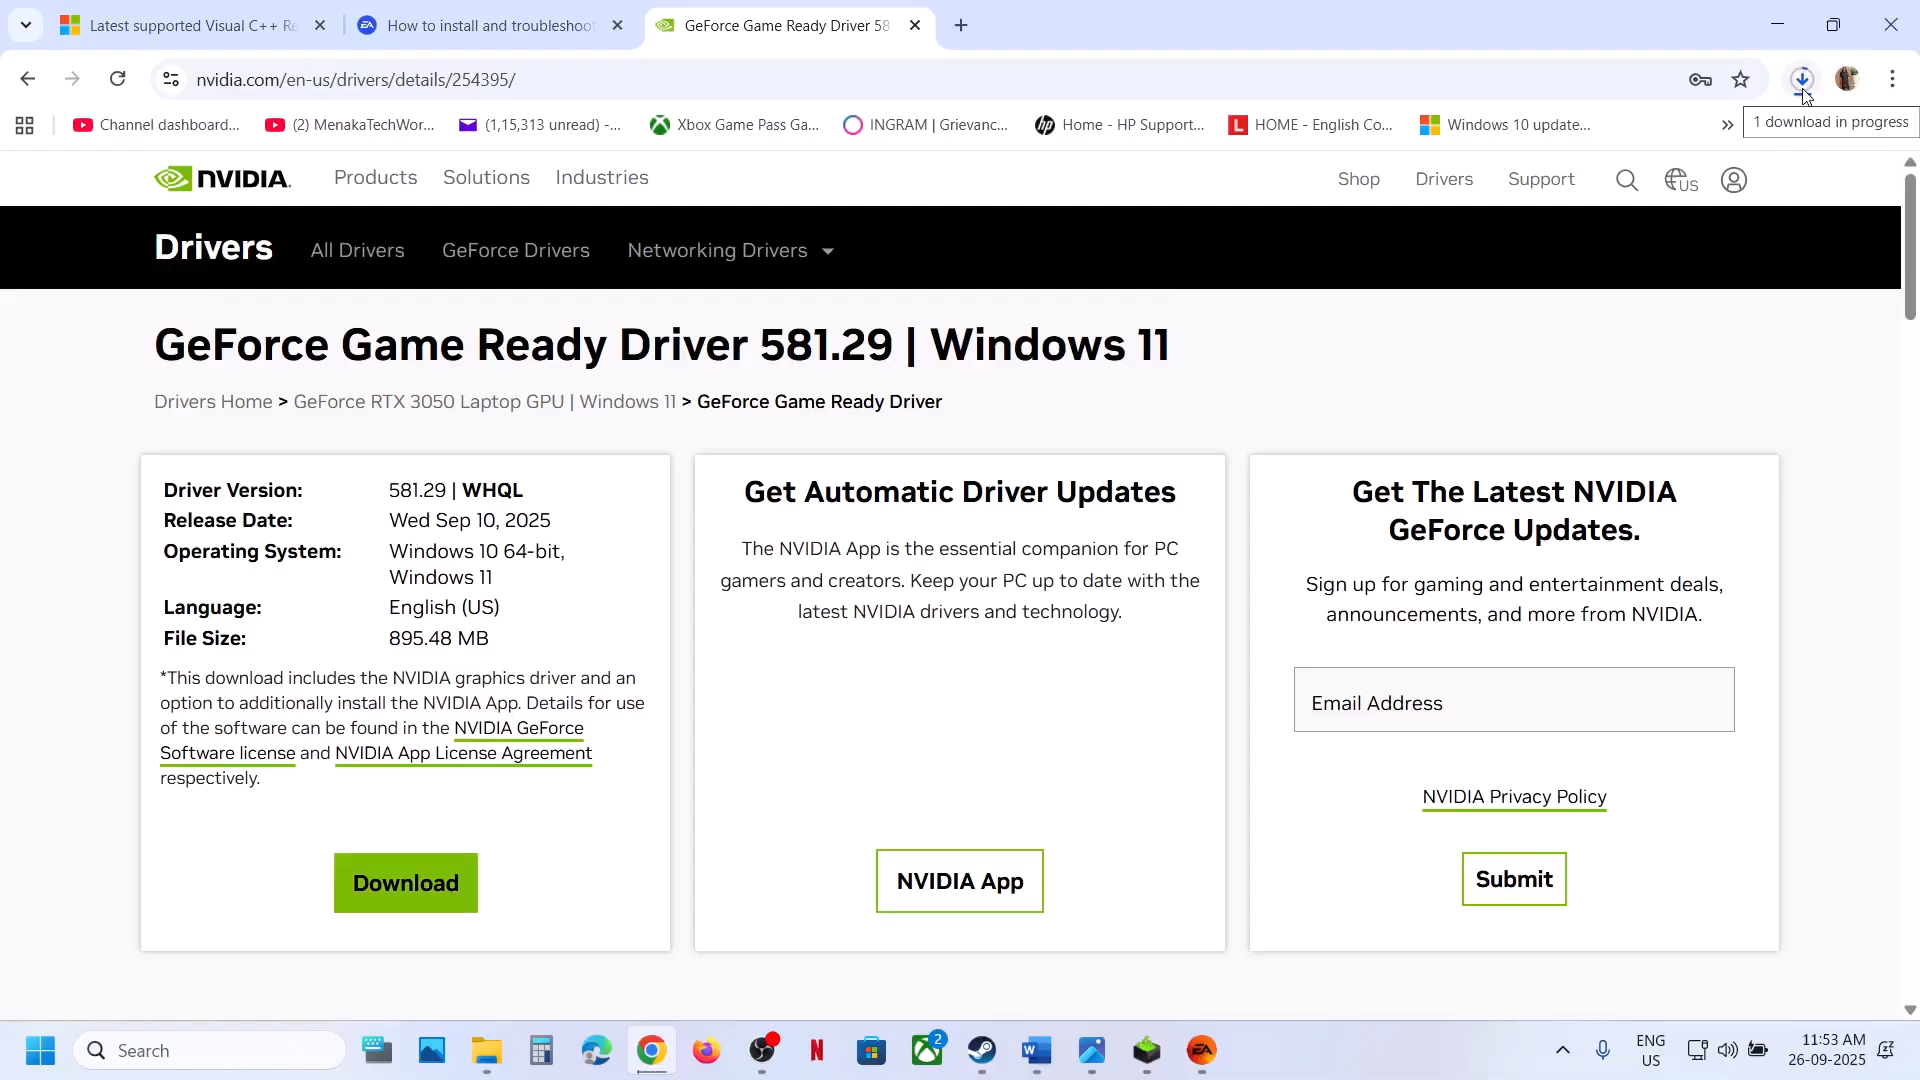 Latest supported Visual C++ Re
How to install and troubleshoot
GeForce Game Ready Driver 58
nvidia.com/en-us/drivers/details/254395/
Channel dashboard...
(2) MenakaTechWor...
(1,15,313 unread) -...
Xbox Game Pass Ga...
INGRAM | Grievanc...
Home - HP Support...
HOME - English Co...
Windows 10 update...
»
1 download in progress
NVIDIA.
Products
Solutions
Industries
Shop
Drivers
Support
US
Drivers
All Drivers
GeForce Drivers
Networking Drivers
GeForce Game Ready Driver 581.29 | Windows 11
Drivers Home > GeForce RTX 3050 Laptop GPU | Windows 11 > GeForce Game Ready Driver
Driver Version: 581.29 | WHQL
Release Date: Wed Sep 10, 2025
Operating System: Windows 10 64-bit,
Windows 11
Language: English (US)
File Size: 895.48 MB
*This download includes the NVIDIA graphics driver and an
option to additionally install the NVIDIA App. Details for use
of the software can be found in the NVIDIA GeForce
Software license and NVIDIA App License Agreement
respectively.
Download
Get Automatic Driver Updates
The NVIDIA App is the essential companion for PC
gamers and creators. Keep your PC up to date with the
latest NVIDIA drivers and technology.
NVIDIA App
Get The Latest NVIDIA
GeForce Updates.
Sign up for gaming and entertainment deals,
announcements, and more from NVIDIA.
Email Address
NVIDIA Privacy Policy
Submit
Search
2
ENG
US
11:53 AM
26-09-2025